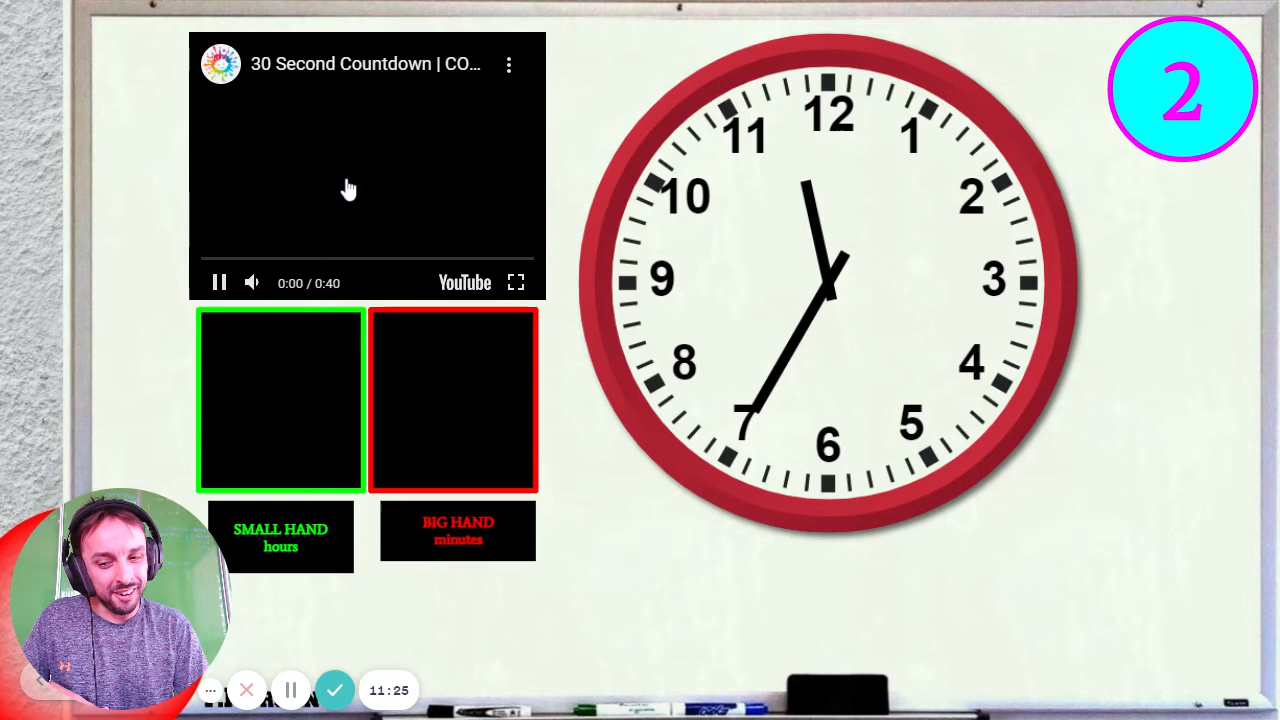 30 Second Countdown | CO...
0:00 / 0:40
YouTube
SMALL HAND
hours
BIG HAND
minutes
12
1
2
3
4
5
6
7
8
9
10
11
2
11:25